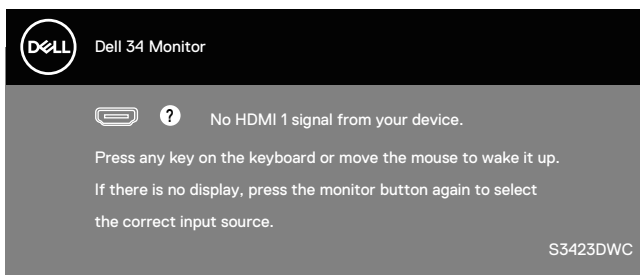 DELL
Dell 34 Monitor
? No HDMI 1 signal from your device.
Press any key on the keyboard or move the mouse to wake it up.
If there is no display, press the monitor button again to select
the correct input source.
S3423DWC